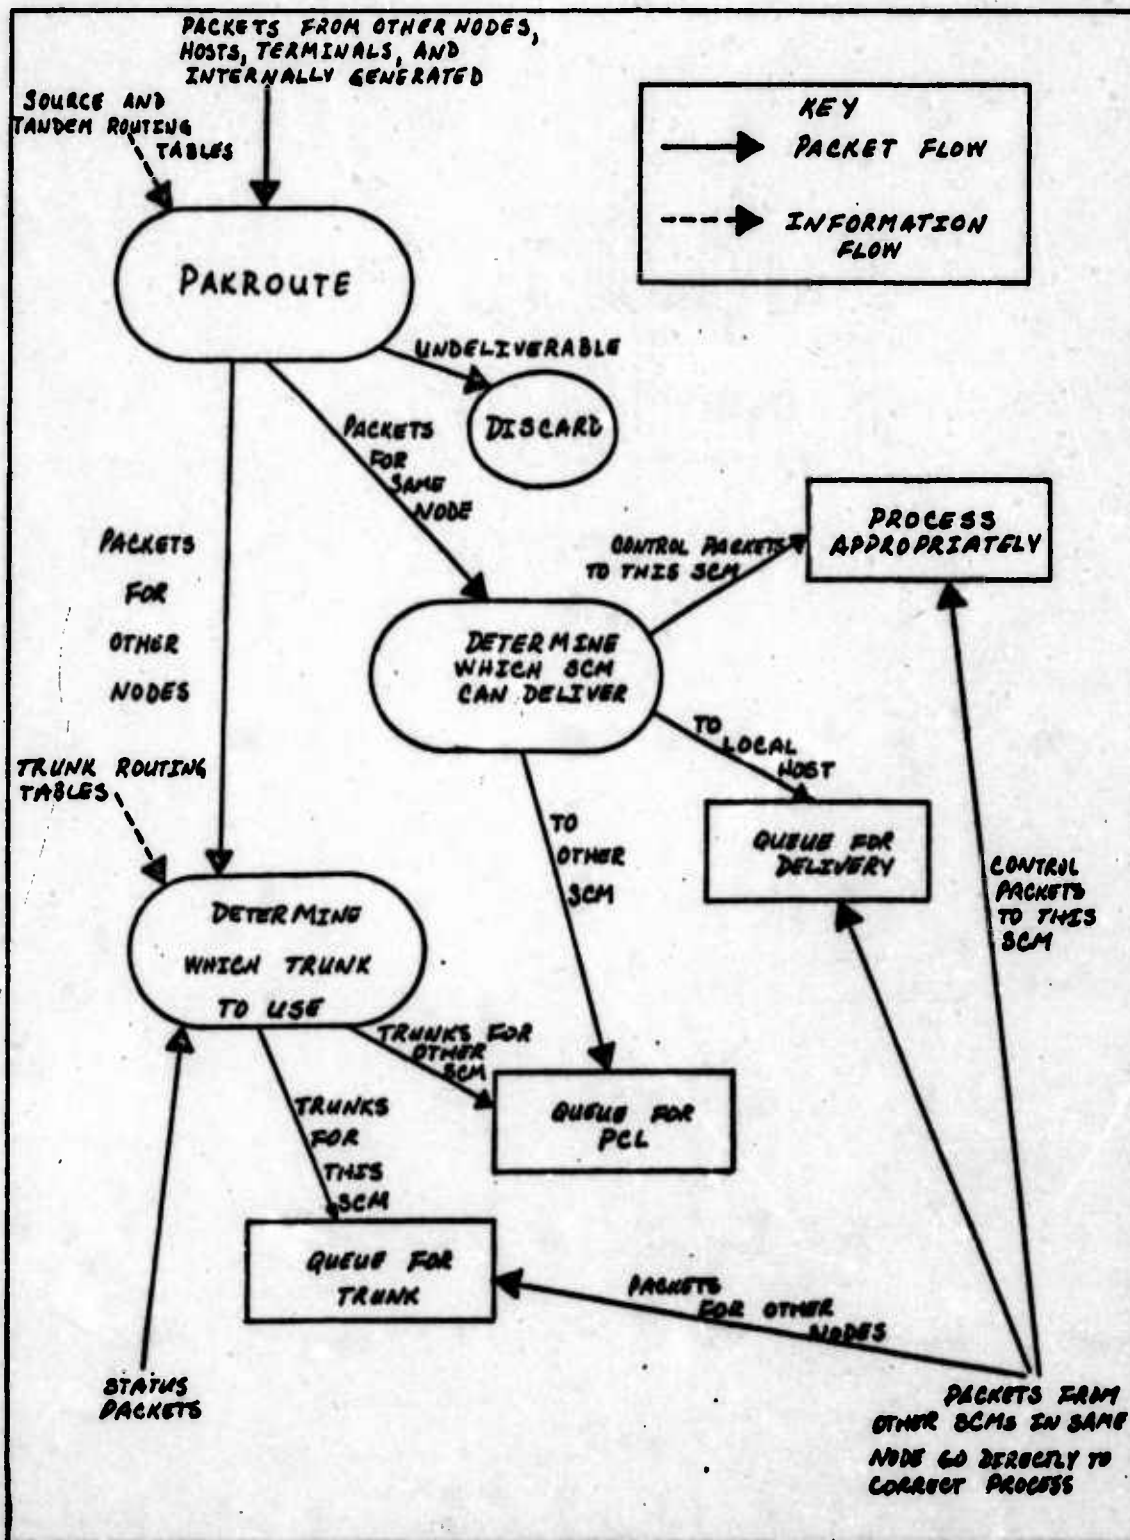 PACKETS FROM OTHER NODES,
HOSTS, TERMINALS, AND
INTERNALLY GENERATED
SOURCE AND
TANDEM ROUTING
TABLES
KEY
PACKET FLOW
INFORMATION
FLOW
PAKROUTE
UNDELIVERABLE
DISCARD
PACKETS
FOR
SAME
NODE
PACKETS
FOR
OTHER
NODES
PROCESS
APPROPRIATELY
CONTROL PACKETS
TO THIS SCM
DETERMINE
WHICH SCM
CAN DELIVER
TO
LOCAL
HOST
TRUNK ROUTING
TABLES
TO
OTHER
SCM
QUEUE FOR
DELIVERY
CONTROL
PACKETS
TO THIS
SCM
DETERMINE
WHICH TRUNK
TO USE
TRUNKS FOR
OTHER
SCM
QUEUE FOR
PCL
TRUNKS
FOR
THIS
SCM
QUEUE FOR
TRUNK
PACKETS
FOR OTHER
NODES
STATUS
PACKETS
PACKETS FROM
OTHER SCMS IN SAME
NODE GO DIRECTLY TO
CORRECT PROCESS